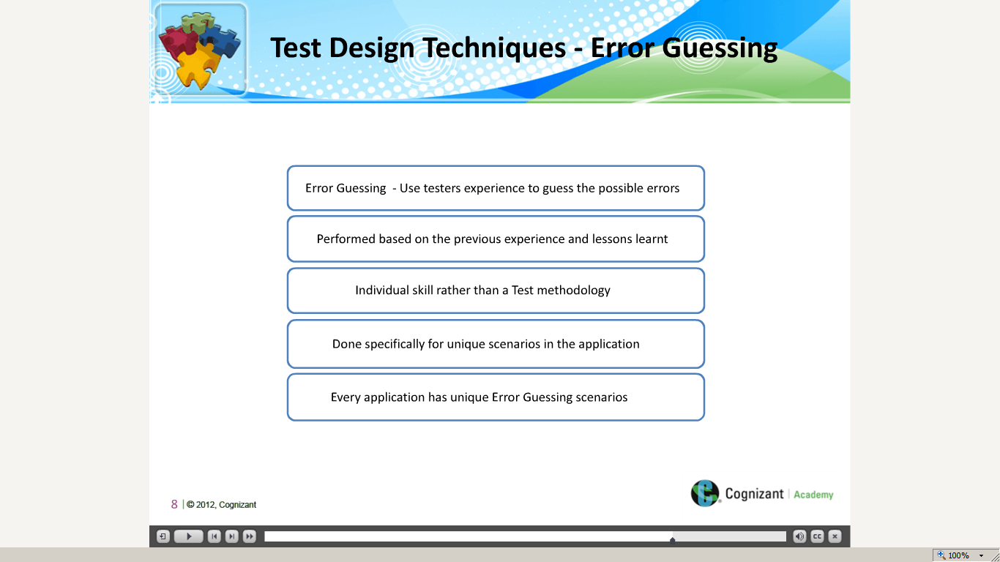 Test Design Techniques - Error Guessing
Error Guessing  - Use testers experience to guess the possible errors
Performed based on the previous experience and lessons learnt
Individual skill rather than a Test methodology
Done specifically for unique scenarios in the application
Every application has unique Error Guessing scenarios
8 | © 2012, Cognizant
Cognizant | Academy
CC
100%